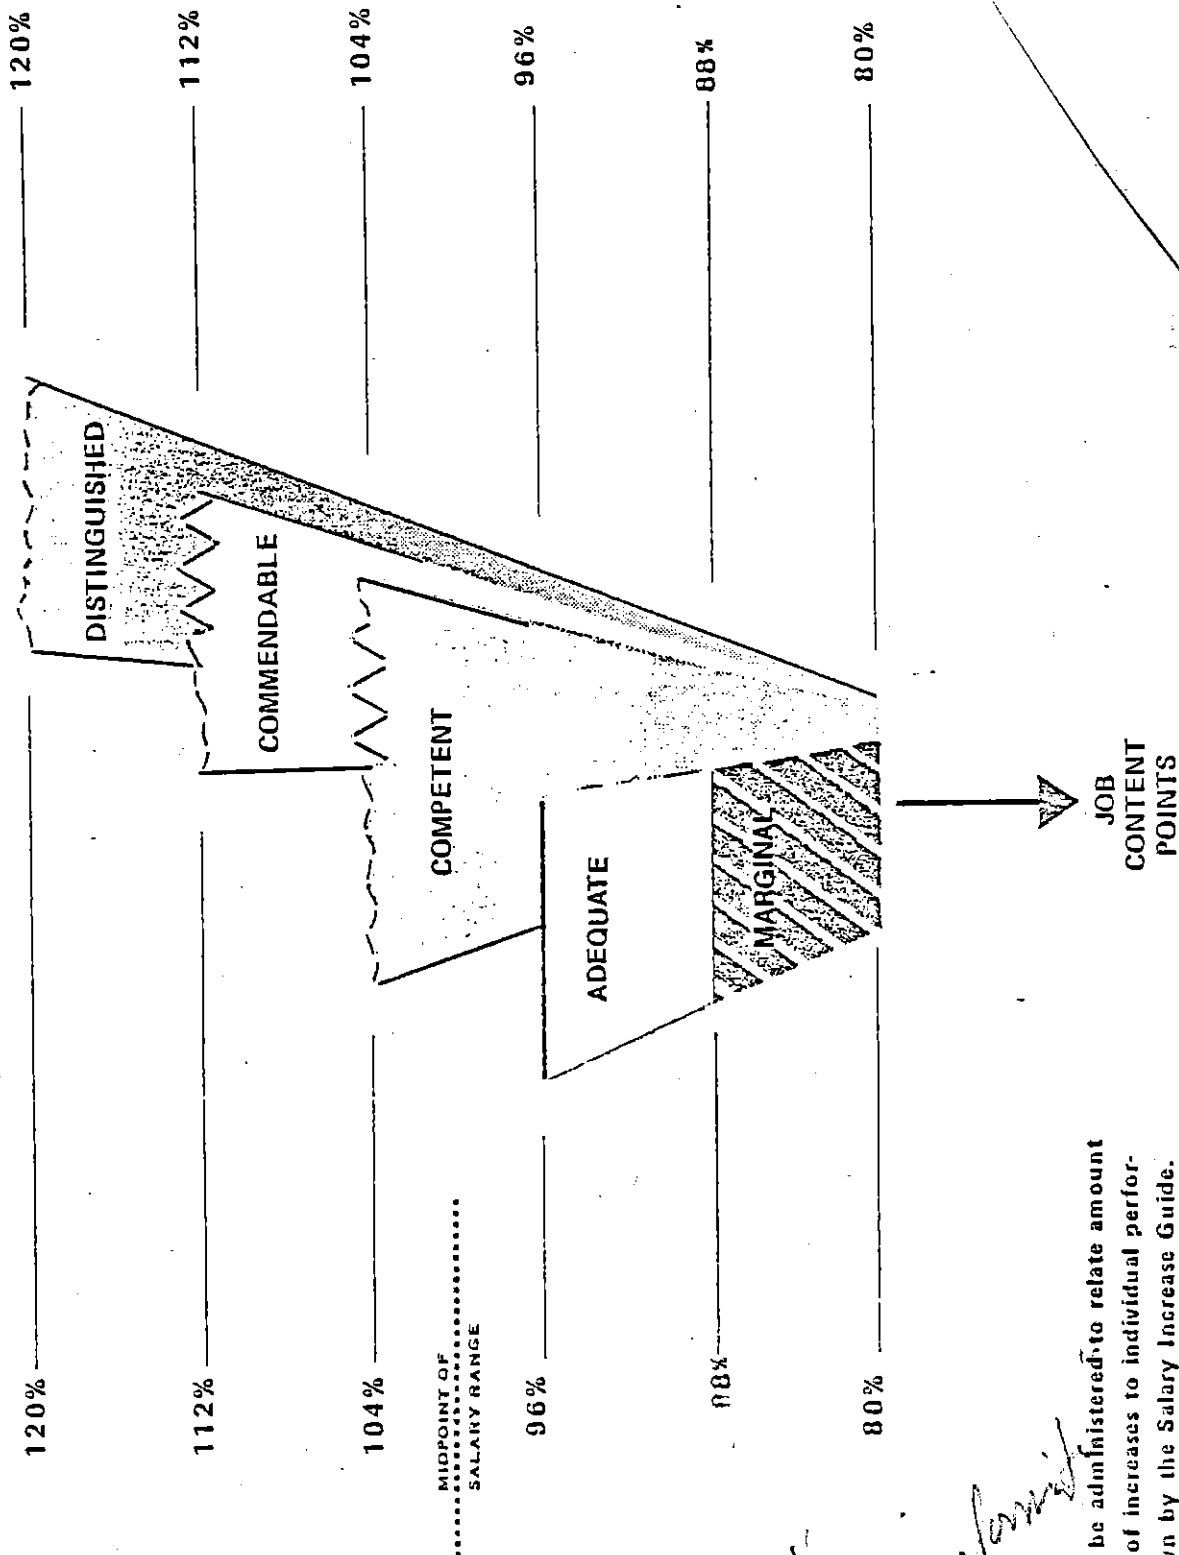 120% 120%
DISTINGUISHED
112% 112%
COMMENDABLE
104% 104%
MIDPOINT OF
SALARY RANGE
COMPETENT
96% 96%
ADEQUATE
88% 88%
MARGINAL
80% 80%
JOB
CONTENT
POINTS
be administered to relate amount
of increases to individual perfor-
by the Salary Increase Guide.